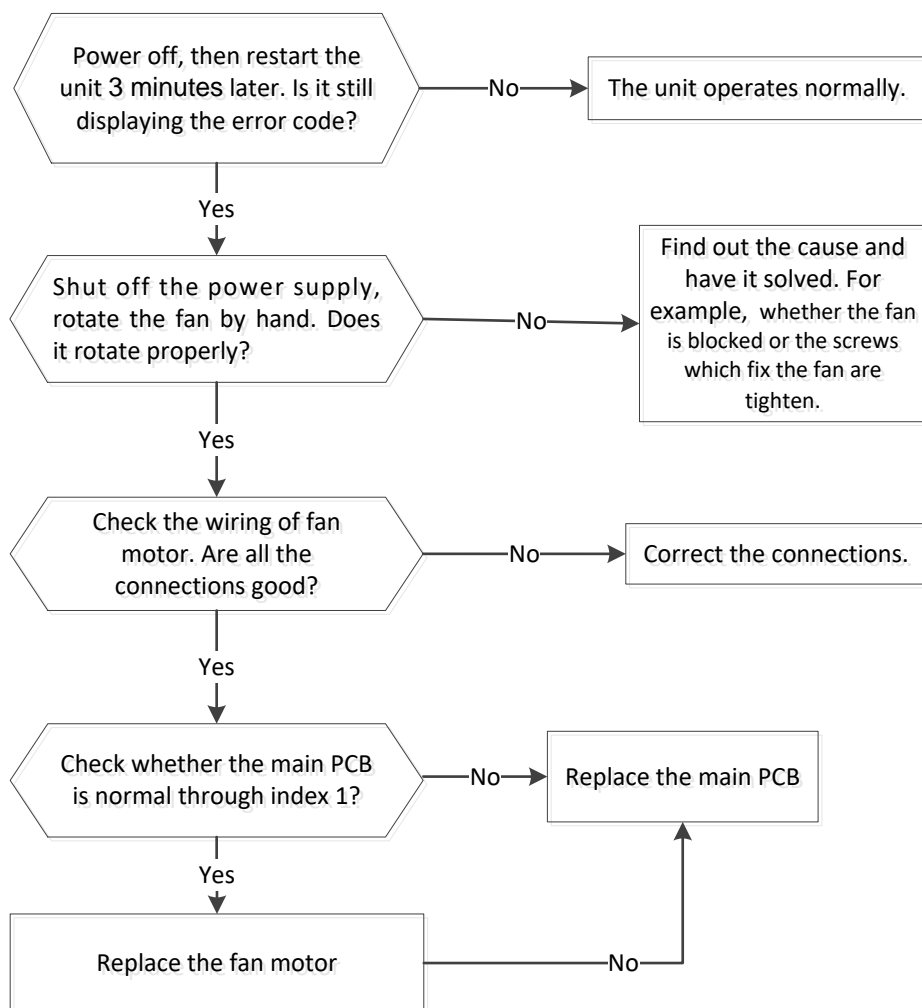 Power off, then restart the
unit 3 minutes later. Is it still
displaying the error code?
No
The unit operates normally.
Yes
Shut off the power supply,
rotate the fan by hand. Does
it rotate properly?
No
Find out the cause and
have it solved. For
example, whether the fan
is blocked or the screws
which fix the fan are
tighten.
Yes
Check the wiring of fan
motor. Are all the
connections good?
No
Correct the connections.
Yes
Check whether the main PCB
is normal through index 1?
No
Replace the main PCB
Yes
Replace the fan motor
No